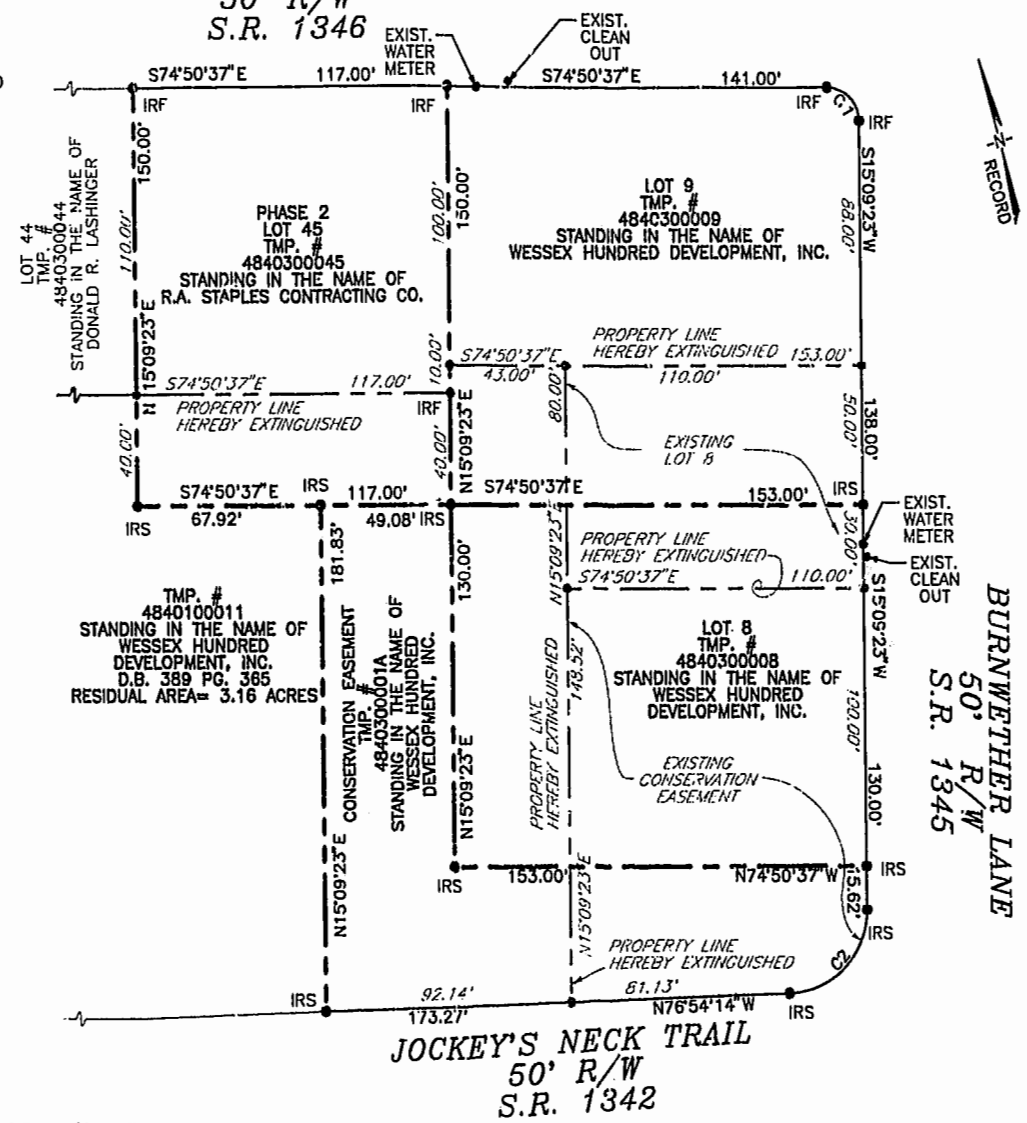 50' R/W
S.R. 1346
EXIST.
WATER
METER
EXIST.
CLEAN
OUT
S74°50'37"E
117.00'
S74°50'37"E
141.00'
IRF
IRF
IRF
C1
IRF
RECORD
N
LOT 44
TMP. #
4840300044
STANDING IN THE NAME OF
DONALD R. LASHINGER
150.00'
110.00'
N 15°09'23"E
40.00'
PHASE 2
LOT 45
TMP. #
4840300045
STANDING IN THE NAME OF
R.A. STAPLES CONTRACTING CO.
100.00'
150.00'
10.00'
40.00'
N15°09'23"E
LOT 9
TMP. #
484C300009
STANDING IN THE NAME OF
WESSEX HUNDRED DEVELOPMENT, INC.
S15°09'23"W
88.00'
PROPERTY LINE
HEREBY EXTINGUISHED
S74°50'37"E
153.00'
43.00'
110.00'
S74°50'37"E
117.00'
PROPERTY LINE
HEREBY EXTINGUISHED
IRF
80.00'
EXISTING
LOT 8
50.00'
138.00'
S74°50'37"E
IRS
117.00'
S74°50'37"E
153.00'
IRS
IRS
67.92'
49.08'
IRS
30.00'
EXIST.
WATER
METER
EXIST.
CLEAN
OUT
N15°09'23"E
PROPERTY LINE
HEREBY EXTINGUISHED
S74°50'37"E
110.00'
181.83'
130.00'
TMP. #
4840100011
STANDING IN THE NAME OF
WESSEX HUNDRED
DEVELOPMENT, INC.
D.B. 389 PG. 365
RESIDUAL AREA= 3.16 ACRES
CONSERVATION EASEMENT
TMP. #
484030001A
STANDING IN THE NAME OF
WESSEX HUNDRED
DEVELOPMENT, INC.
PROPERTY LINE
HEREBY EXTINGUISHED
LOT 8
TMP. #
4840300008
STANDING IN THE NAME OF
WESSEX HUNDRED
DEVELOPMENT, INC.
S15°09'23"W
100.00'
130.00'
BURNWETHER LANE
50' R/W
S.R. 1345
EXISTING
CONSERVATION
EASEMENT
N15°09'23"E
N15°09'23"E
IRS
153.00'
N74°50'37"W
IRS
N15°09'23"E
IRS
C2
PROPERTY LINE
HEREBY EXTINGUISHED
IRS
92.14'
173.27'
81.13'
N76°54'14"W
IRS
JOCKEY'S NECK TRAIL
50' R/W
S.R. 1342